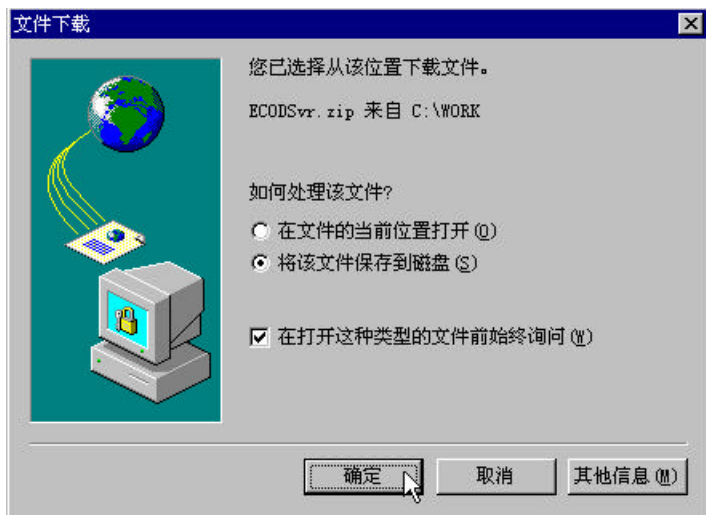 文件下载
您已选择从该位置下载文件。
ECODSvr.zip 来自 C:\WORK
如何处理该文件?
在文件的当前位置打开(O)
将该文件保存到磁盘(S)
在打开这种类型的文件前始终询问(W)
确定
取消
其他信息(M)